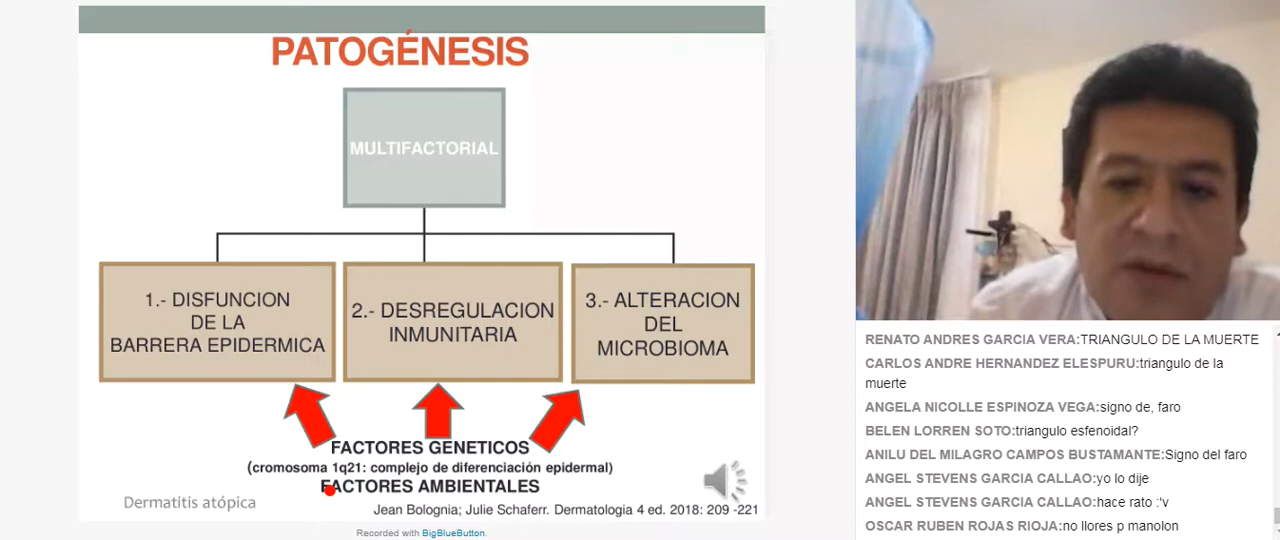 PATOGÉNESIS
MULTIFACTORIAL
1.- DISFUNCION
DE LA
BARRERA EPIDERMICA
2.- DESREGULACION
INMUNITARIA
3.- ALTERACION
DEL
MICROBIOMA
FACTORES GENETICOS
(cromosoma 1q21: complejo de diferenciación epidermal)
FACTORES AMBIENTALES
Dermatitis atópica
Jean Bolognia; Julie Schaferr. Dermatologia 4 ed. 2018: 209 -221
Recorded with BigBlueButton.
RENATO ANDRES GARCIA VERA:TRIANGULO DE LA MUERTE
CARLOS ANDRE HERNANDEZ ELESPURU:triangulo de la
muerte
ANGELA NICOLLE ESPINOZA VEGA:signo de, faro
BELEN LORREN SOTO:triangulo esfenoidal?
ANILU DEL MILAGRO CAMPOS BUSTAMANTE:Signo del faro
ANGEL STEVENS GARCIA CALLAO:yo lo dije
ANGEL STEVENS GARCIA CALLAO:hace rato :'v
OSCAR RUBEN ROJAS RIOJA:no llores p manolon